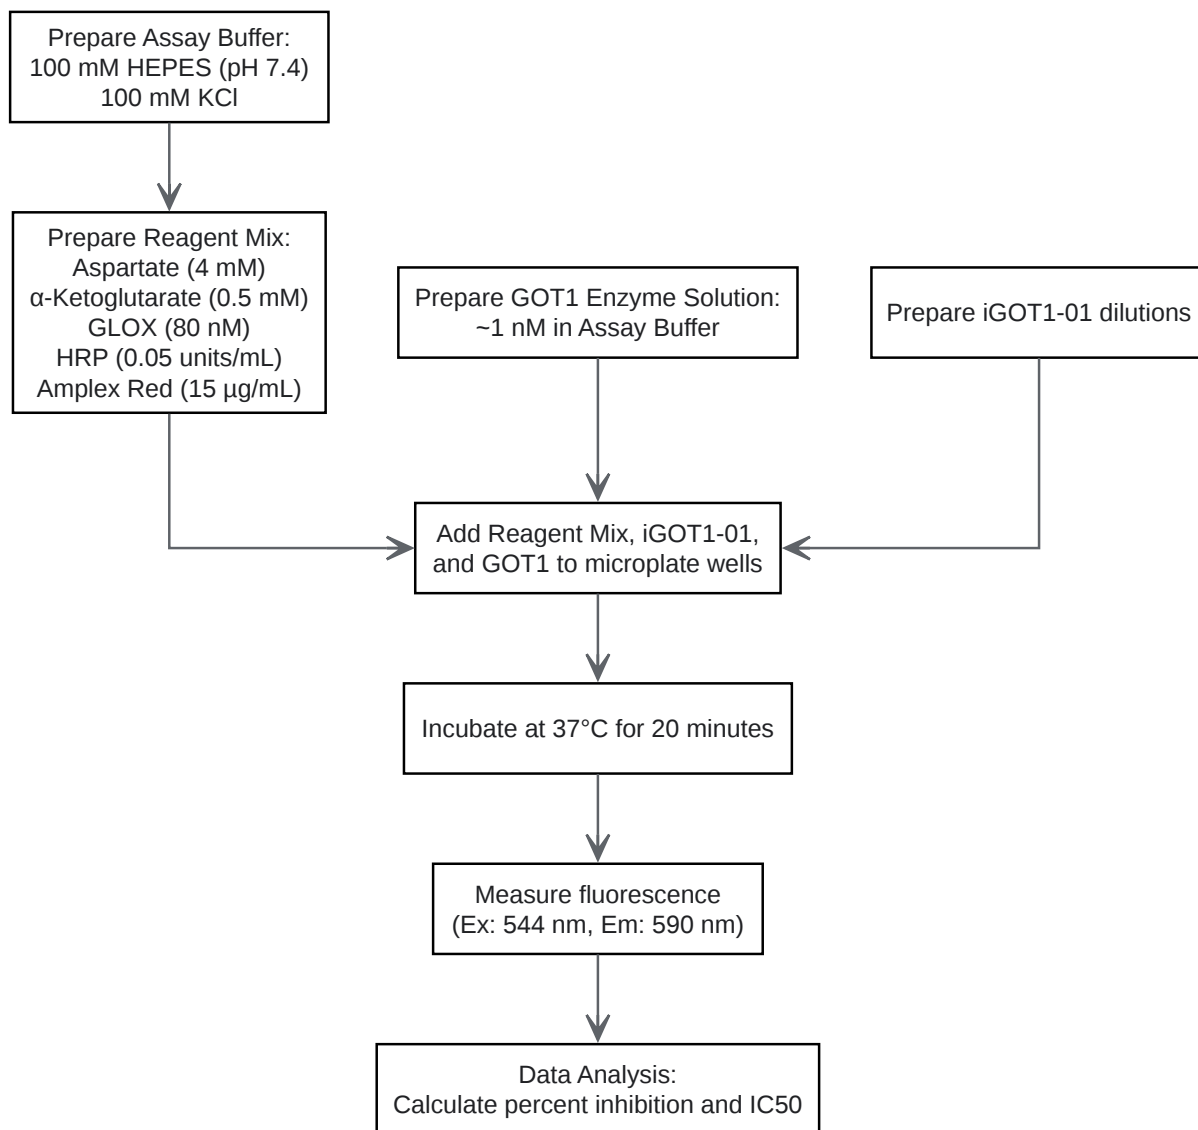 Prepare Assay Buffer:
100 mM HEPES (pH 7.4)
100 mM KCl
Prepare Reagent Mix:
Aspartate (4 mM)
α-Ketoglutarate (0.5 mM)
GLOX (80 nM)
HRP (0.05 units/mL)
Amplex Red (15 µg/mL)
Prepare GOT1 Enzyme Solution:
~1 nM in Assay Buffer
Prepare iGOT1-01 dilutions
Add Reagent Mix, iGOT1-01,
and GOT1 to microplate wells
Incubate at 37°C for 20 minutes
Measure fluorescence
(Ex: 544 nm, Em: 590 nm)
Data Analysis:
Calculate percent inhibition and IC50